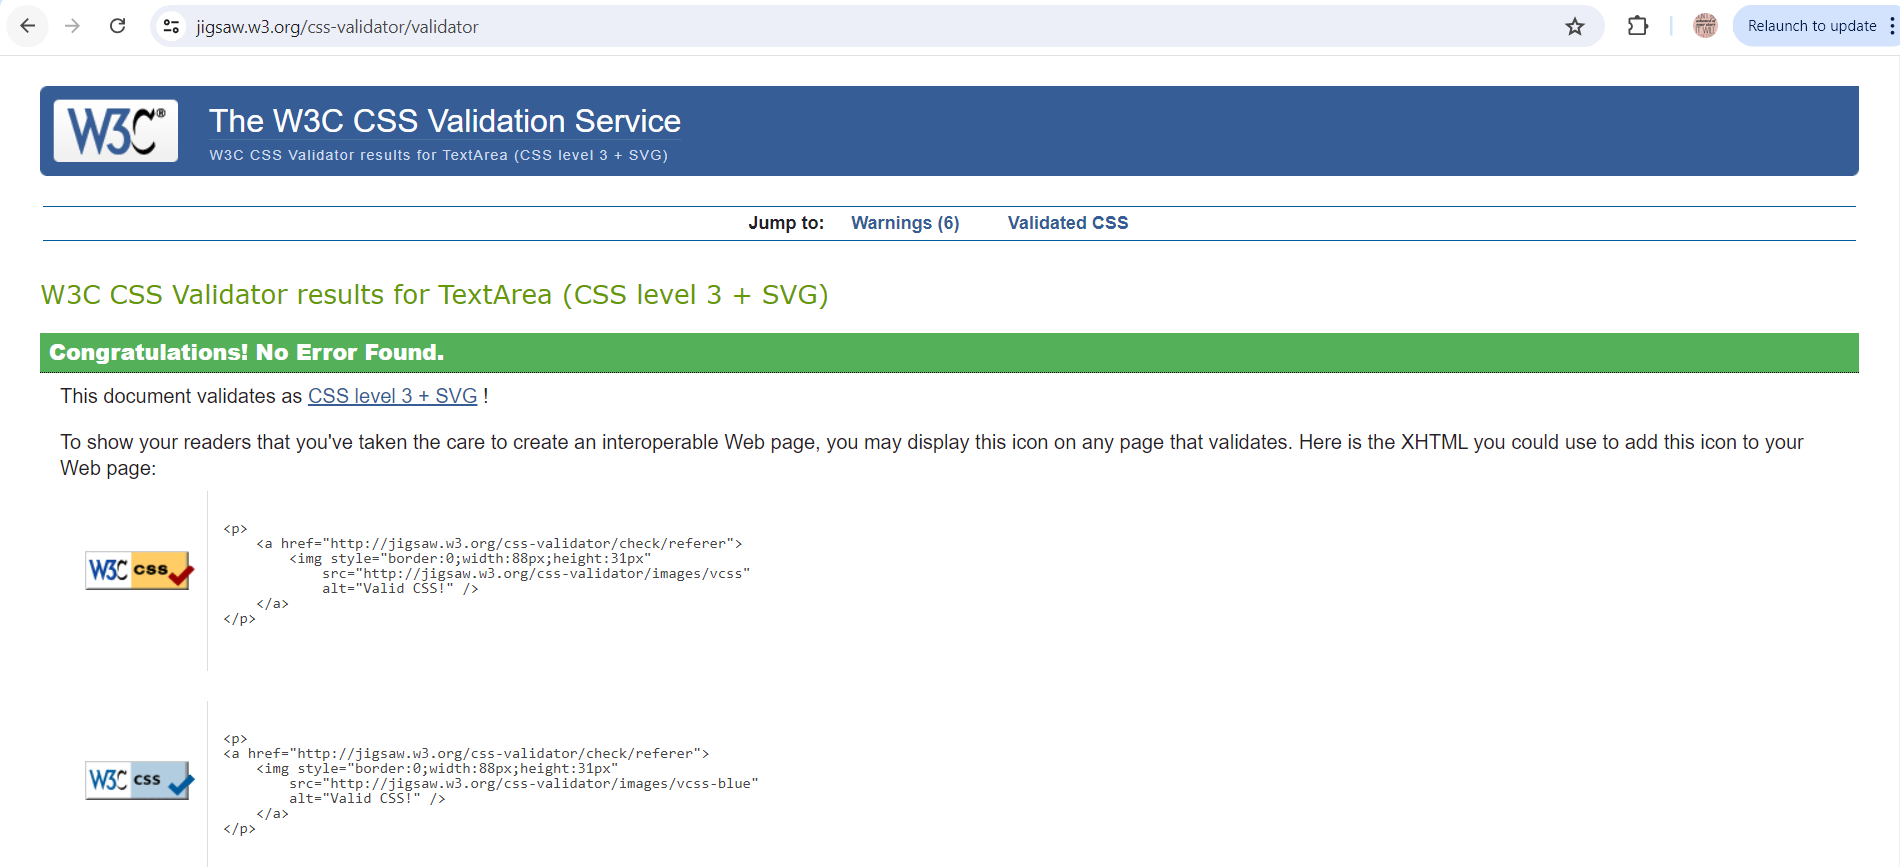 jigsaw.w3.org/css-validator/validator
Relaunch to update
W3C®
The W3C CSS Validation Service
W3C CSS Validator results for TextArea (CSS level 3 + SVG)
Jump to: Warnings (6) Validated CSS
W3C CSS Validator results for TextArea (CSS level 3 + SVG)
Congratulations! No Error Found.
This document validates as CSS level 3 + SVG !
To show your readers that you've taken the care to create an interoperable Web page, you may display this icon on any page that validates. Here is the XHTML you could use to add this icon to your
Web page:
W3C css
<p>
    <a href="http://jigsaw.w3.org/css-validator/check/referer">
        <img style="border:0;width:88px;height:31px"
            src="http://jigsaw.w3.org/css-validator/images/vcss"
            alt="Valid CSS!" />
    </a>
</p>
W3C css
<p>
<a href="http://jigsaw.w3.org/css-validator/check/referer">
    <img style="border:0;width:88px;height:31px"
        src="http://jigsaw.w3.org/css-validator/images/vcss-blue"
        alt="Valid CSS!" />
    </a>
</p>